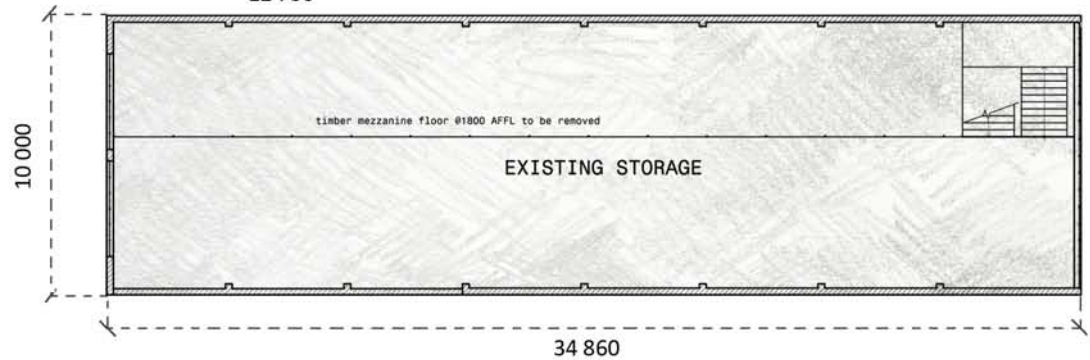 timber mezzanine floor @1800 AFFL to be removed
10 000
EXISTING STORAGE
34 860